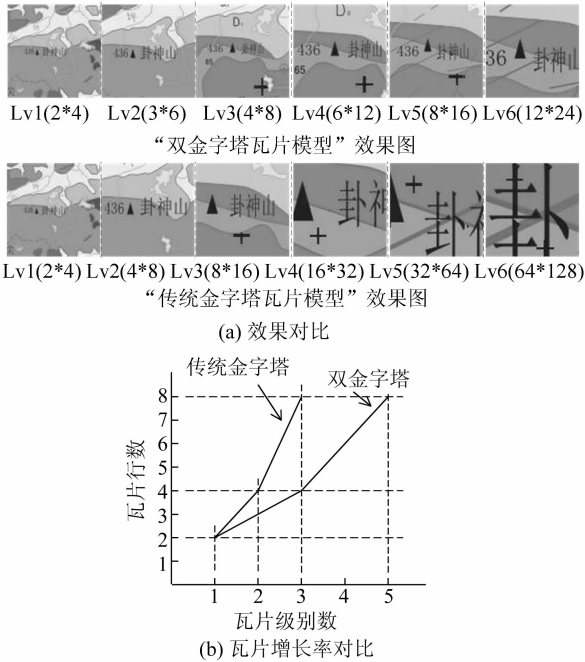 436 卦神山 436 卦神山 D₈ 436 卦神山 65 D₈ 436 卦神山 65 436 卦神山 36 卦神山
Lv1(2*4) Lv2(3*6) Lv3(4*8) Lv4(6*12) Lv5(8*16) Lv6(12*24)
“双金字塔瓦片模型”效果图
436 卦神山 436 卦神山 卦神山 卦神 卦 卦
Lv1(2*4) Lv2(4*8) Lv3(8*16) Lv4(16*32) Lv5(32*64) Lv6(64*128)
“传统金字塔瓦片模型”效果图
(a) 效果对比
传统金字塔 双金字塔
8
7
6
5
4
3
2
1
瓦片行数
1 2 3 4 5
瓦片级别数
(b) 瓦片增长率对比